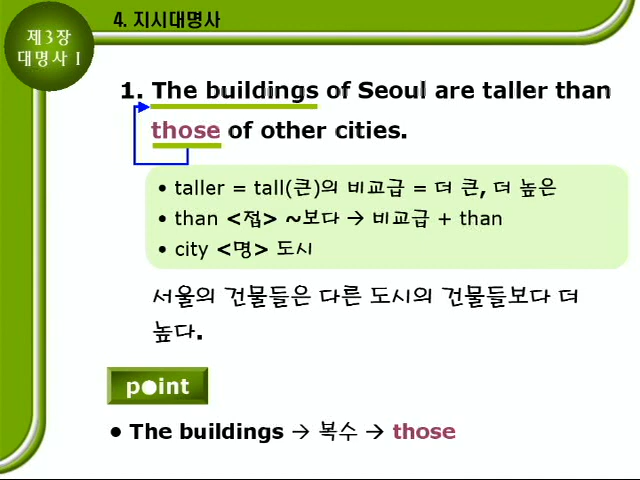 4. 지시대명사
제3장
대명사 I
1. The buildings of Seoul are taller than
those of other cities.
• taller = tall(큰)의 비교급 = 더 큰, 더 높은
• than <접> ~보다 → 비교급 + than
• city <명> 도시
서울의 건물들은 다른 도시의 건물들보다 더
높다.
point
• The buildings → 복수 → those